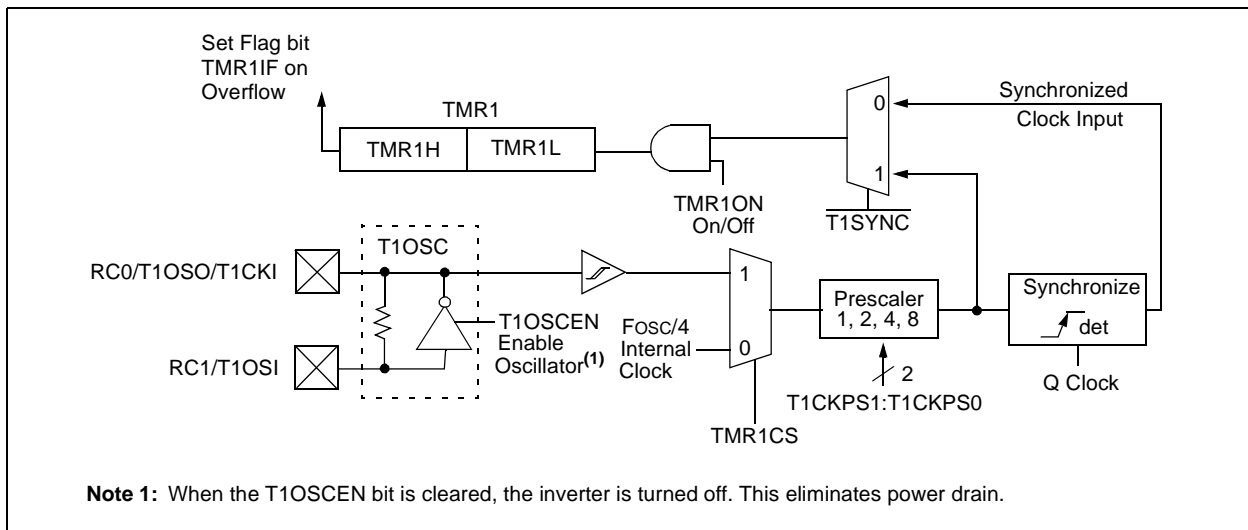 Set Flag bit
TMR1IF on
Overflow
TMR1
TMR1H
TMR1L
TMR1ON
On/Off
0
1
T1SYNC
Synchronized
Clock Input
T1OSC
RC0/T1OSO/T1CKI
RC1/T1OSI
T1OSCEN
Enable
Oscillator(1)
FOSC/4
Internal
Clock
1
0
TMR1CS
Prescaler
1, 2, 4, 8
2
T1CKPS1:T1CKPS0
Synchronize
det
Q Clock
Note 1: When the T1OSCEN bit is cleared, the inverter is turned off. This eliminates power drain.